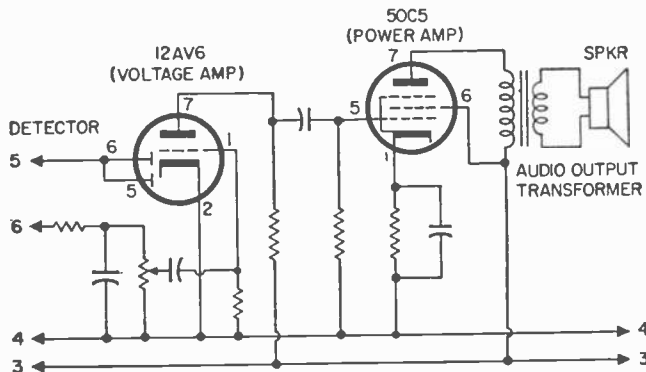 50C5
(POWER AMP)
12AV6
(VOLTAGE AMP)
7
7
SPKR
DETECTOR
6
1
5
6
5
5
2
1
AUDIO OUTPUT
TRANSFORMER
6
4
4
3
3